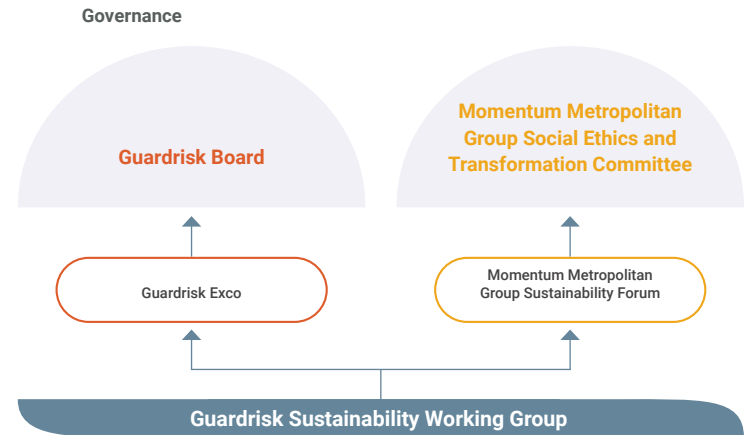 Governance
Guardrisk Board
Momentum Metropolitan
Group Social Ethics and
Transformation Committee
Guardrisk Exco
Momentum Metropolitan
Group Sustainability Forum
Guardrisk Sustainability Working Group